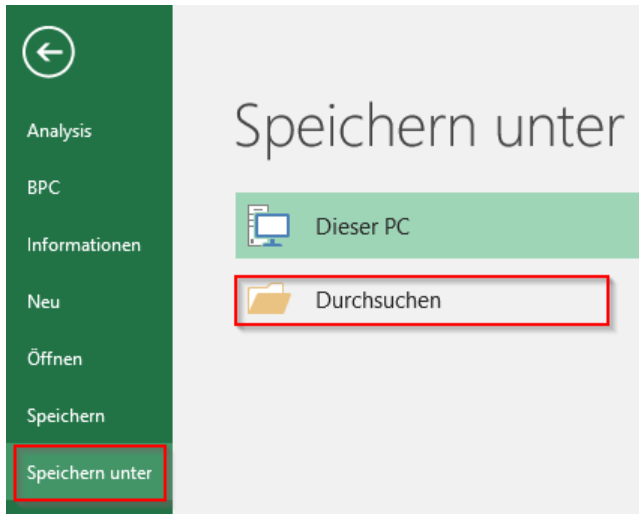 Analysis
BPC
Informationen
Neu
Öffnen
Speichern
Speichern unter
Speichern unter
Dieser PC
Durchsuchen